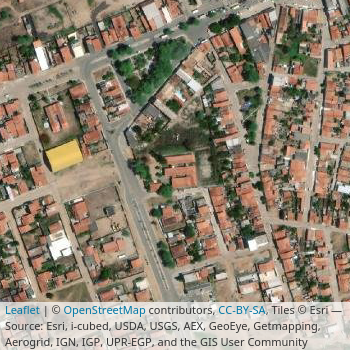 Leaflet | © OpenStreetMap contributors, CC-BY-SA, Tiles © Esri —
Source: Esri, i-cubed, USDA, USGS, AEX, GeoEye, Getmapping,
Aerogrid, IGN, IGP, UPR-EGP, and the GIS User Community